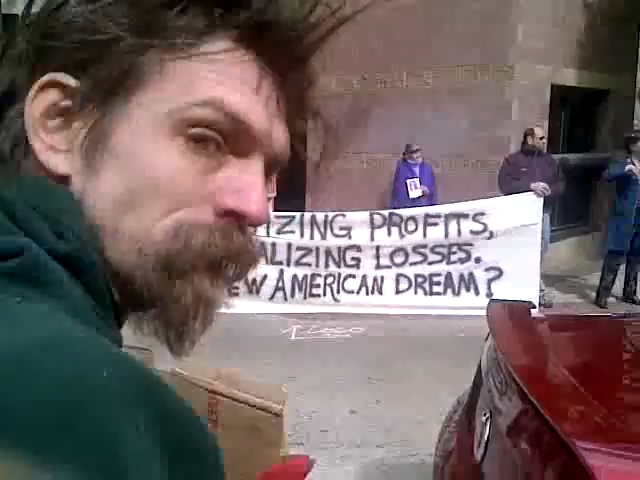 IZING PROFITS,
ALIZING LOSSES.
EW AMERICAN DREAM?